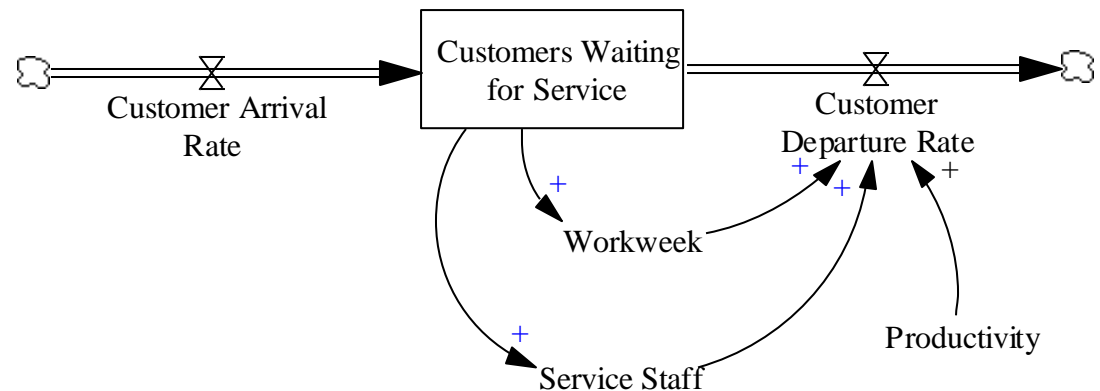 Customers Waiting
for Service
Customer Arrival
Rate
Customer
Departure Rate
+
+
+
+
Workweek
+
Productivity
Service Staff